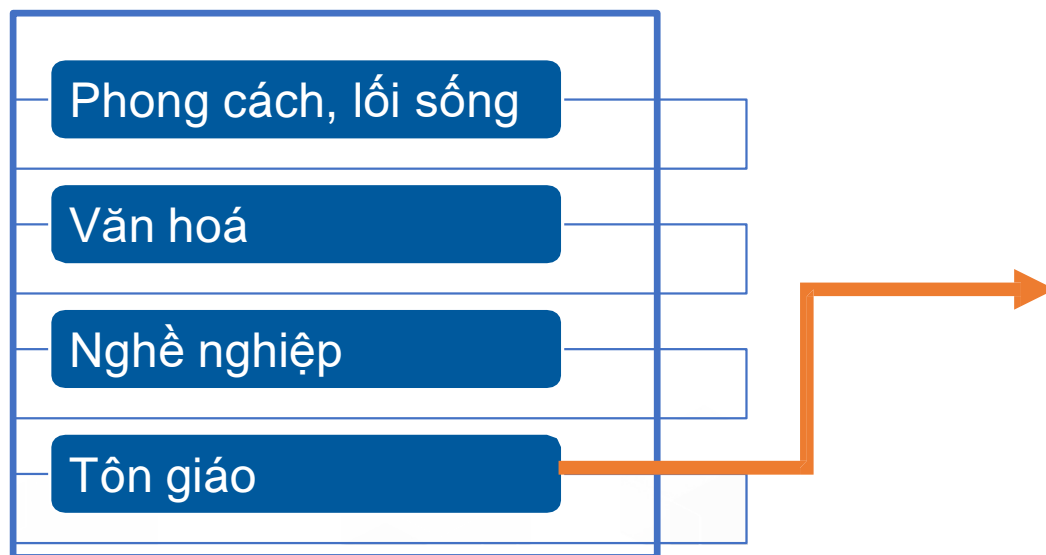 Phong cách, lối sống
Văn hoá
Nghề nghiệp
Tôn giáo